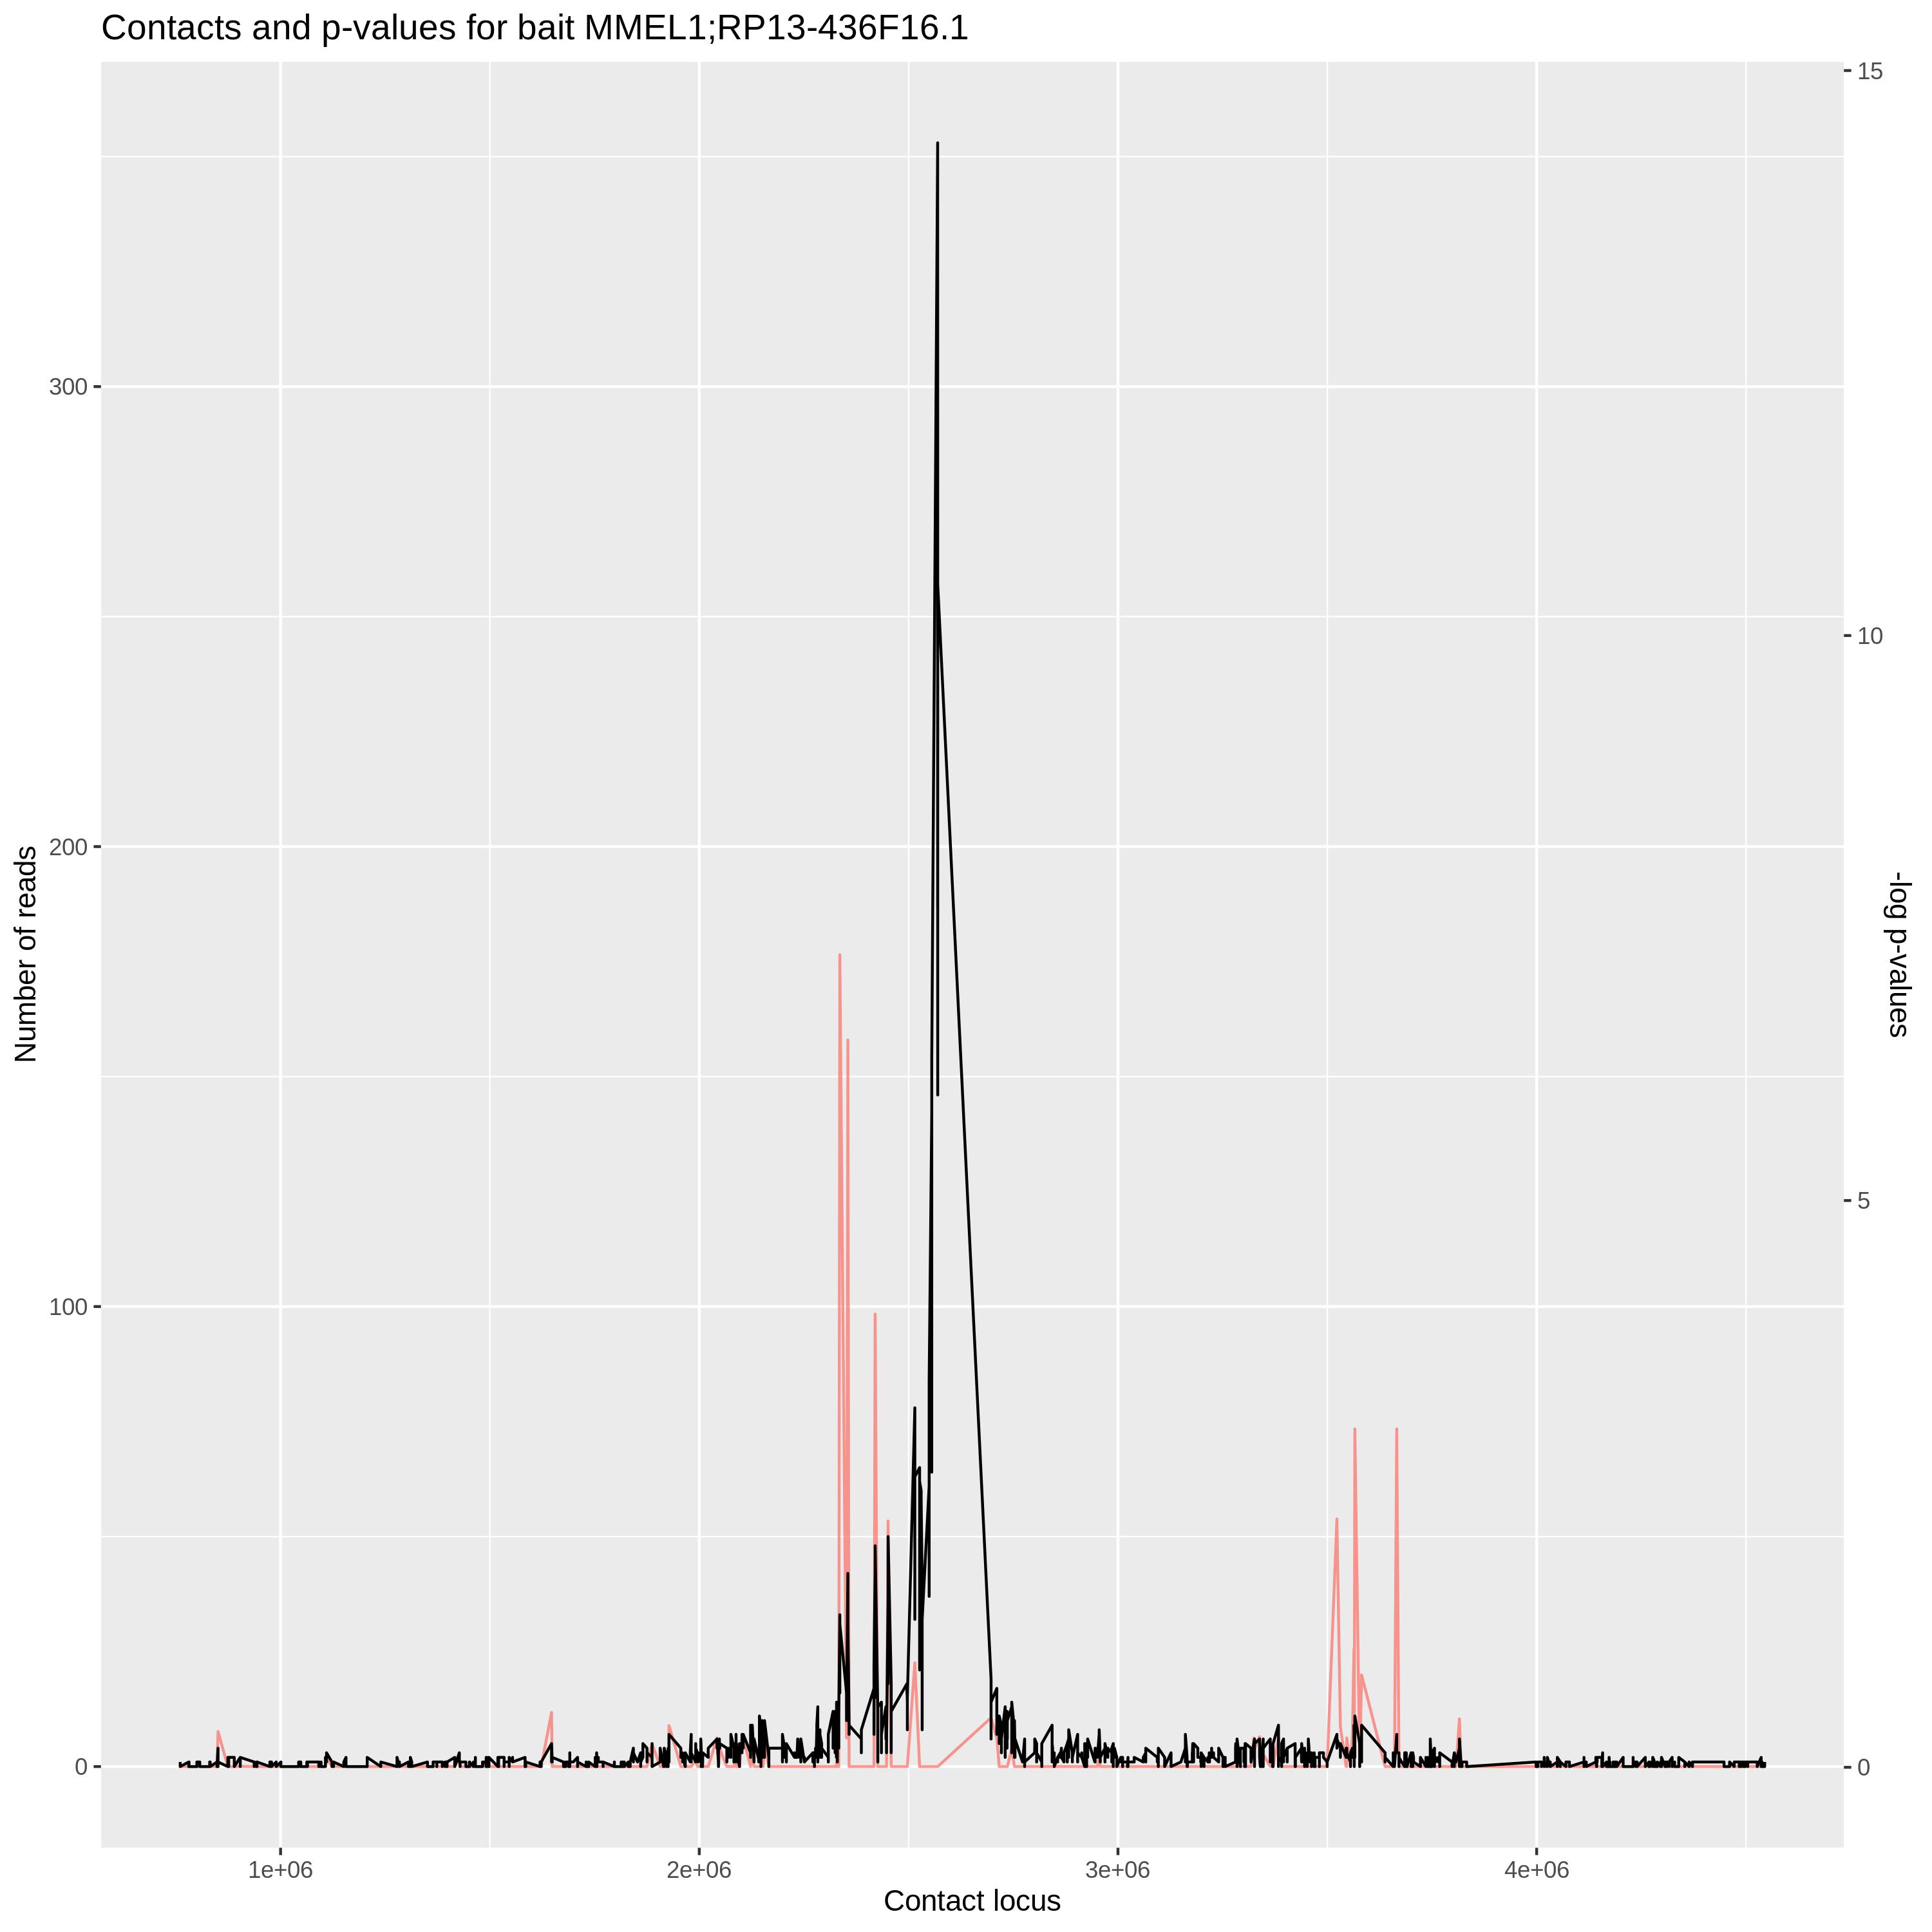 Contacts and p-values for bait MMEL1;RP13-436F16.1
15
300
10
200
Number of reads
-log p-values
5
100
0
0
1e+06
2e+06
3e+06
4e+06
Contact locus